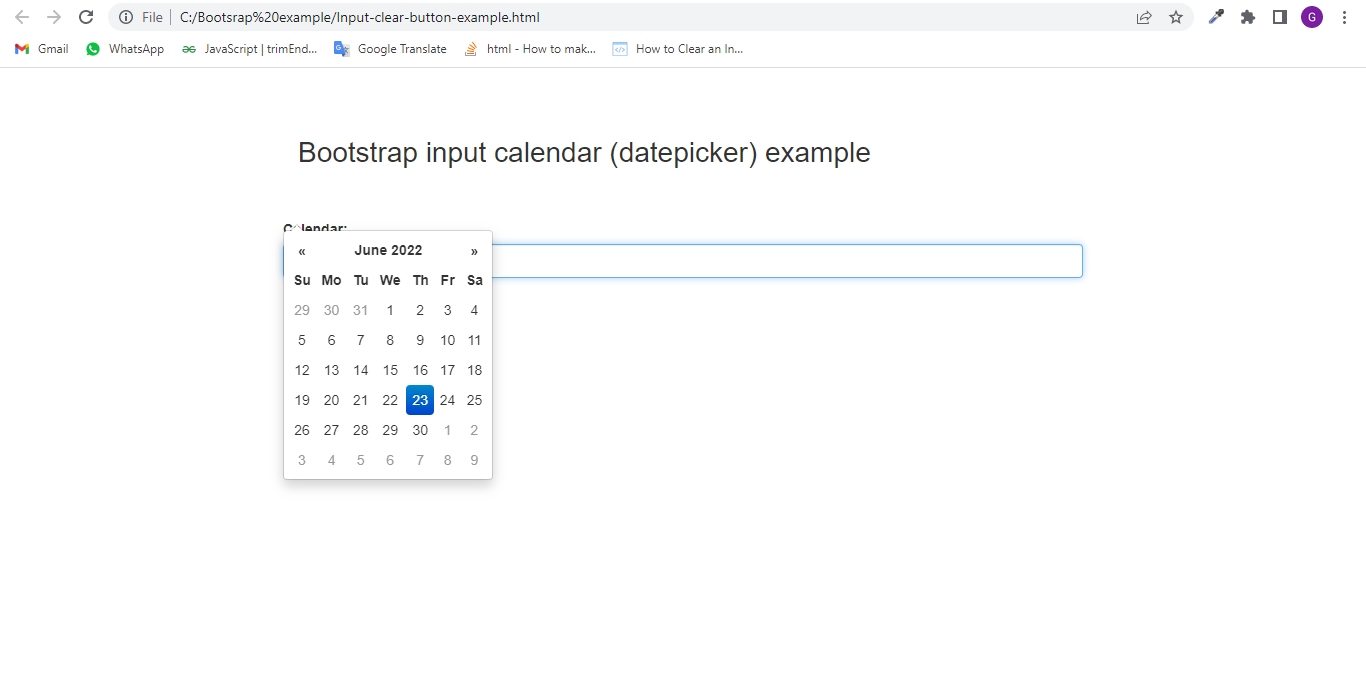 File C:/Bootsrap%20example/Input-clear-button-example.html G
Gmail WhatsApp JavaScript | trimEnd... Google Translate html - How to mak... How to Clear an In...
Bootstrap input calendar (datepicker) example
Calendar:
« June 2022 »
Su Mo Tu We Th Fr Sa
29 30 31 1 2 3 4
5 6 7 8 9 10 11
12 13 14 15 16 17 18
19 20 21 22 23 24 25
26 27 28 29 30 1 2
3 4 5 6 7 8 9